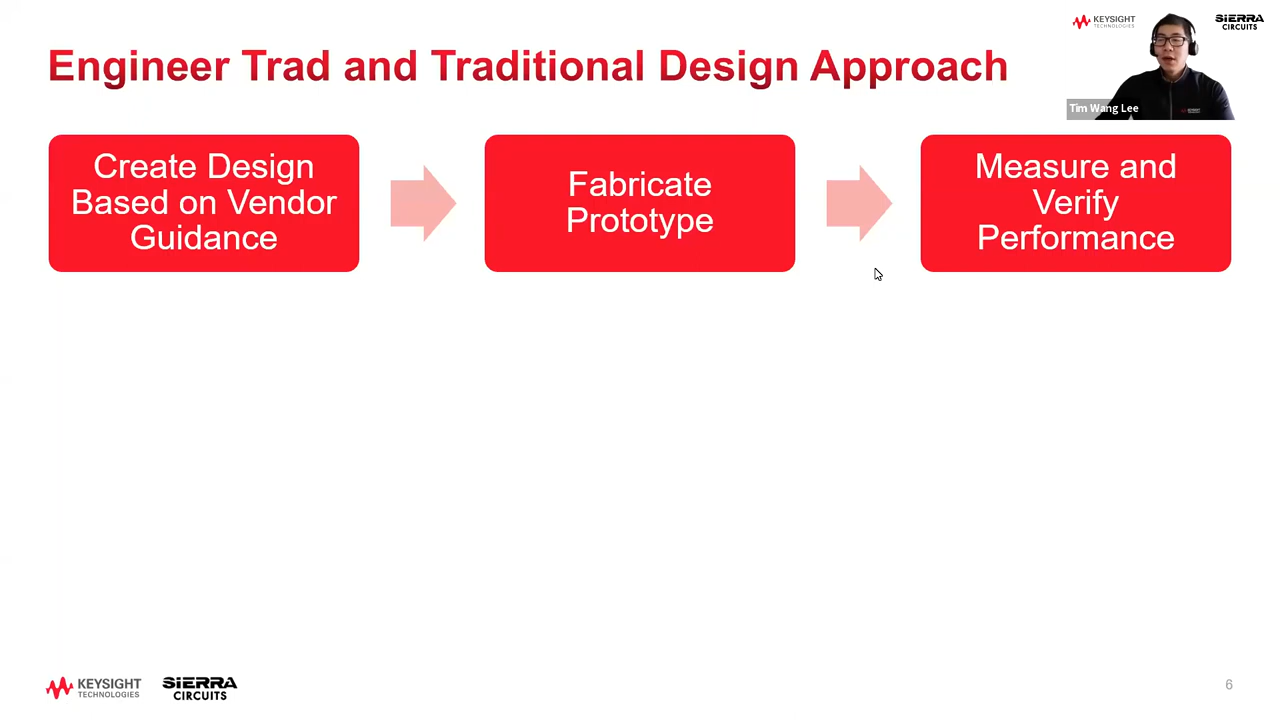 KEYSIGHT
TECHNOLOGIES
SIERRA
CIRCUITS
Engineer Trad and Traditional Design Approach
Tim Wang Lee
Create Design
Based on Vendor
Guidance
Fabricate
Prototype
Measure and
Verify
Performance
KEYSIGHT
TECHNOLOGIES
SIERRA
CIRCUITS
6